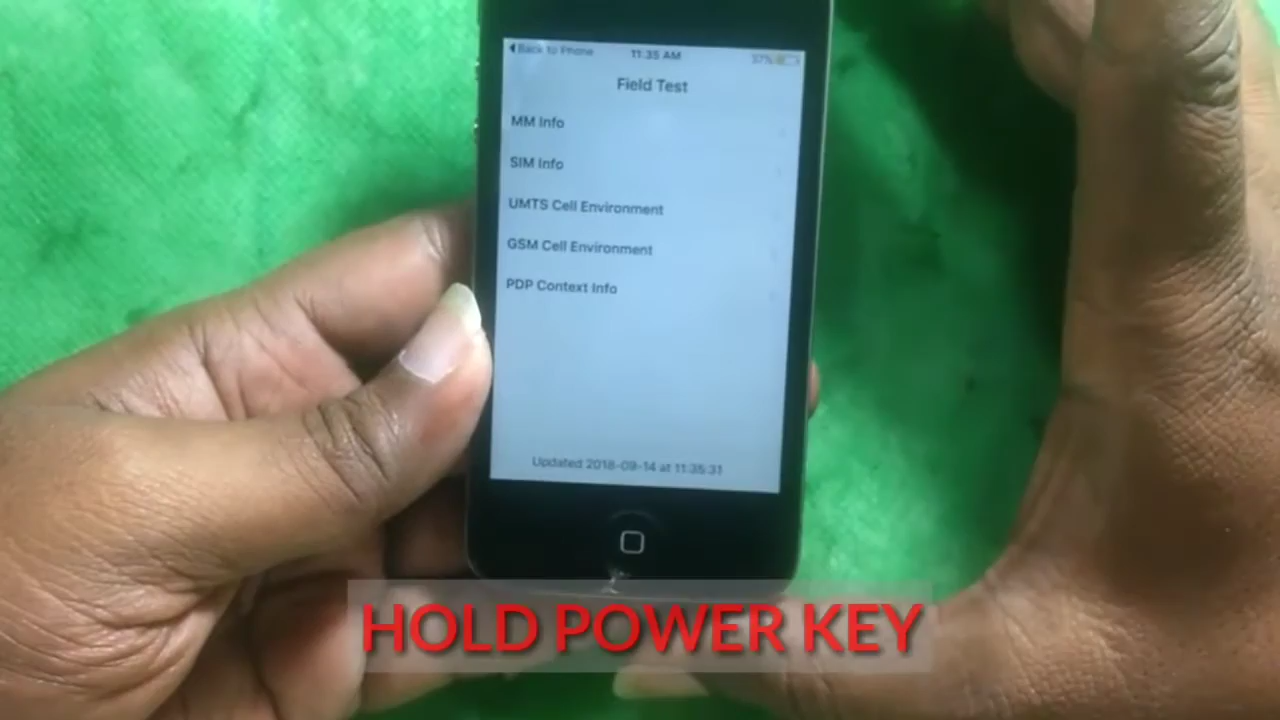 Back to Phone 11:35 AM 37%
Field Test
MM Info
SIM Info
UMTS Cell Environment
GSM Cell Environment
PDP Context Info
Updated 2018-09-14 at 11:35:31
HOLD POWER KEY